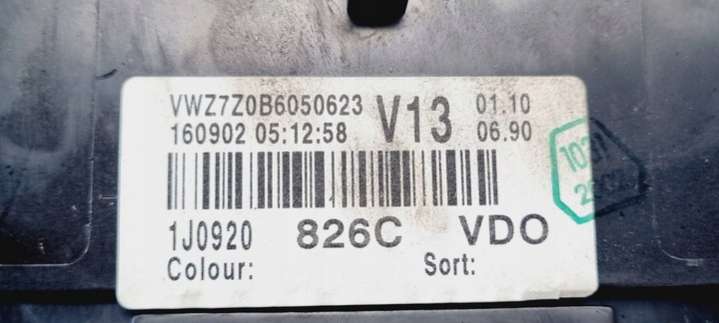 VWZ7Z0B6050623 V13 01.10
160902 05:12:58 06.90
1J0920 826C VDO
Colour: Sort: